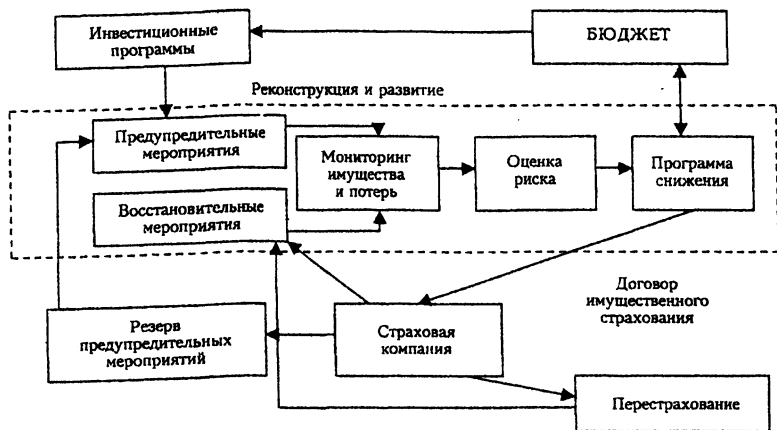 Инвестиционные
программы
БЮДЖЕТ
Реконструкция и развитие
Предупредительные
мероприятия
Мониторинг
имущества
и потерь
Оценка
риска
Программа
снижения
Восстановительные
мероприятия
Договор
имущественного
страхования
Резерв
предупредительных
мероприятий
Страховая
компания
Перестрахование